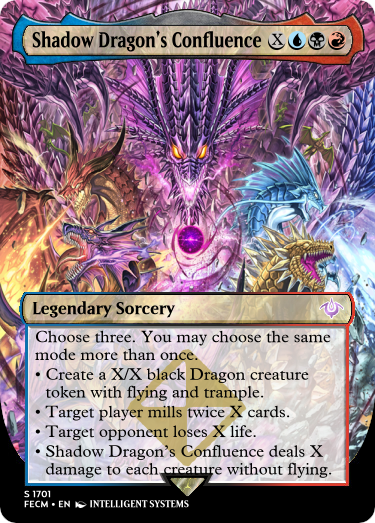 Shadow Dragon's Confluence X
Legendary Sorcery
Choose three. You may choose the same
mode more than once.
• Create a X/X black Dragon creature
token with flying and trample.
• Target player mills twice X cards.
• Target opponent loses X life.
• Shadow Dragon's Confluence deals X
damage to each creature without flying.
S 1701
FECM • EN INTELLIGENT SYSTEMS